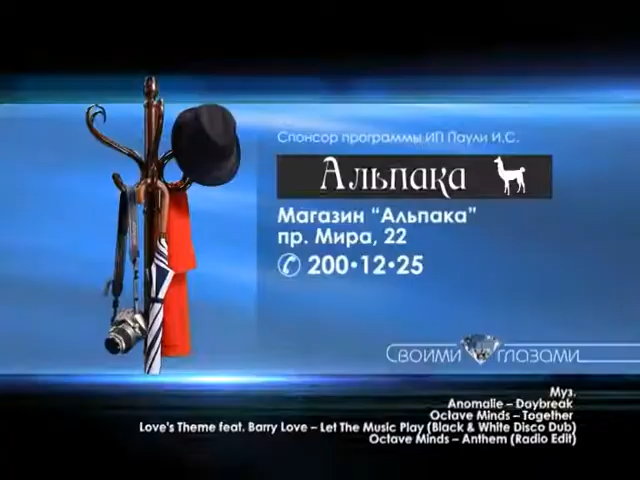 Спонсор программы ИП Паули И.С.
Альпака
Магазин "Альпака"
пр. Мира, 22
200•12•25
Своими глазами
Муз.
Anomalie – Daybreak
Octave Minds – Together
Love's Theme feat. Barry Love – Let The Music Play (Black & White Disco Dub)
Octave Minds – Anthem (Radio Edit)